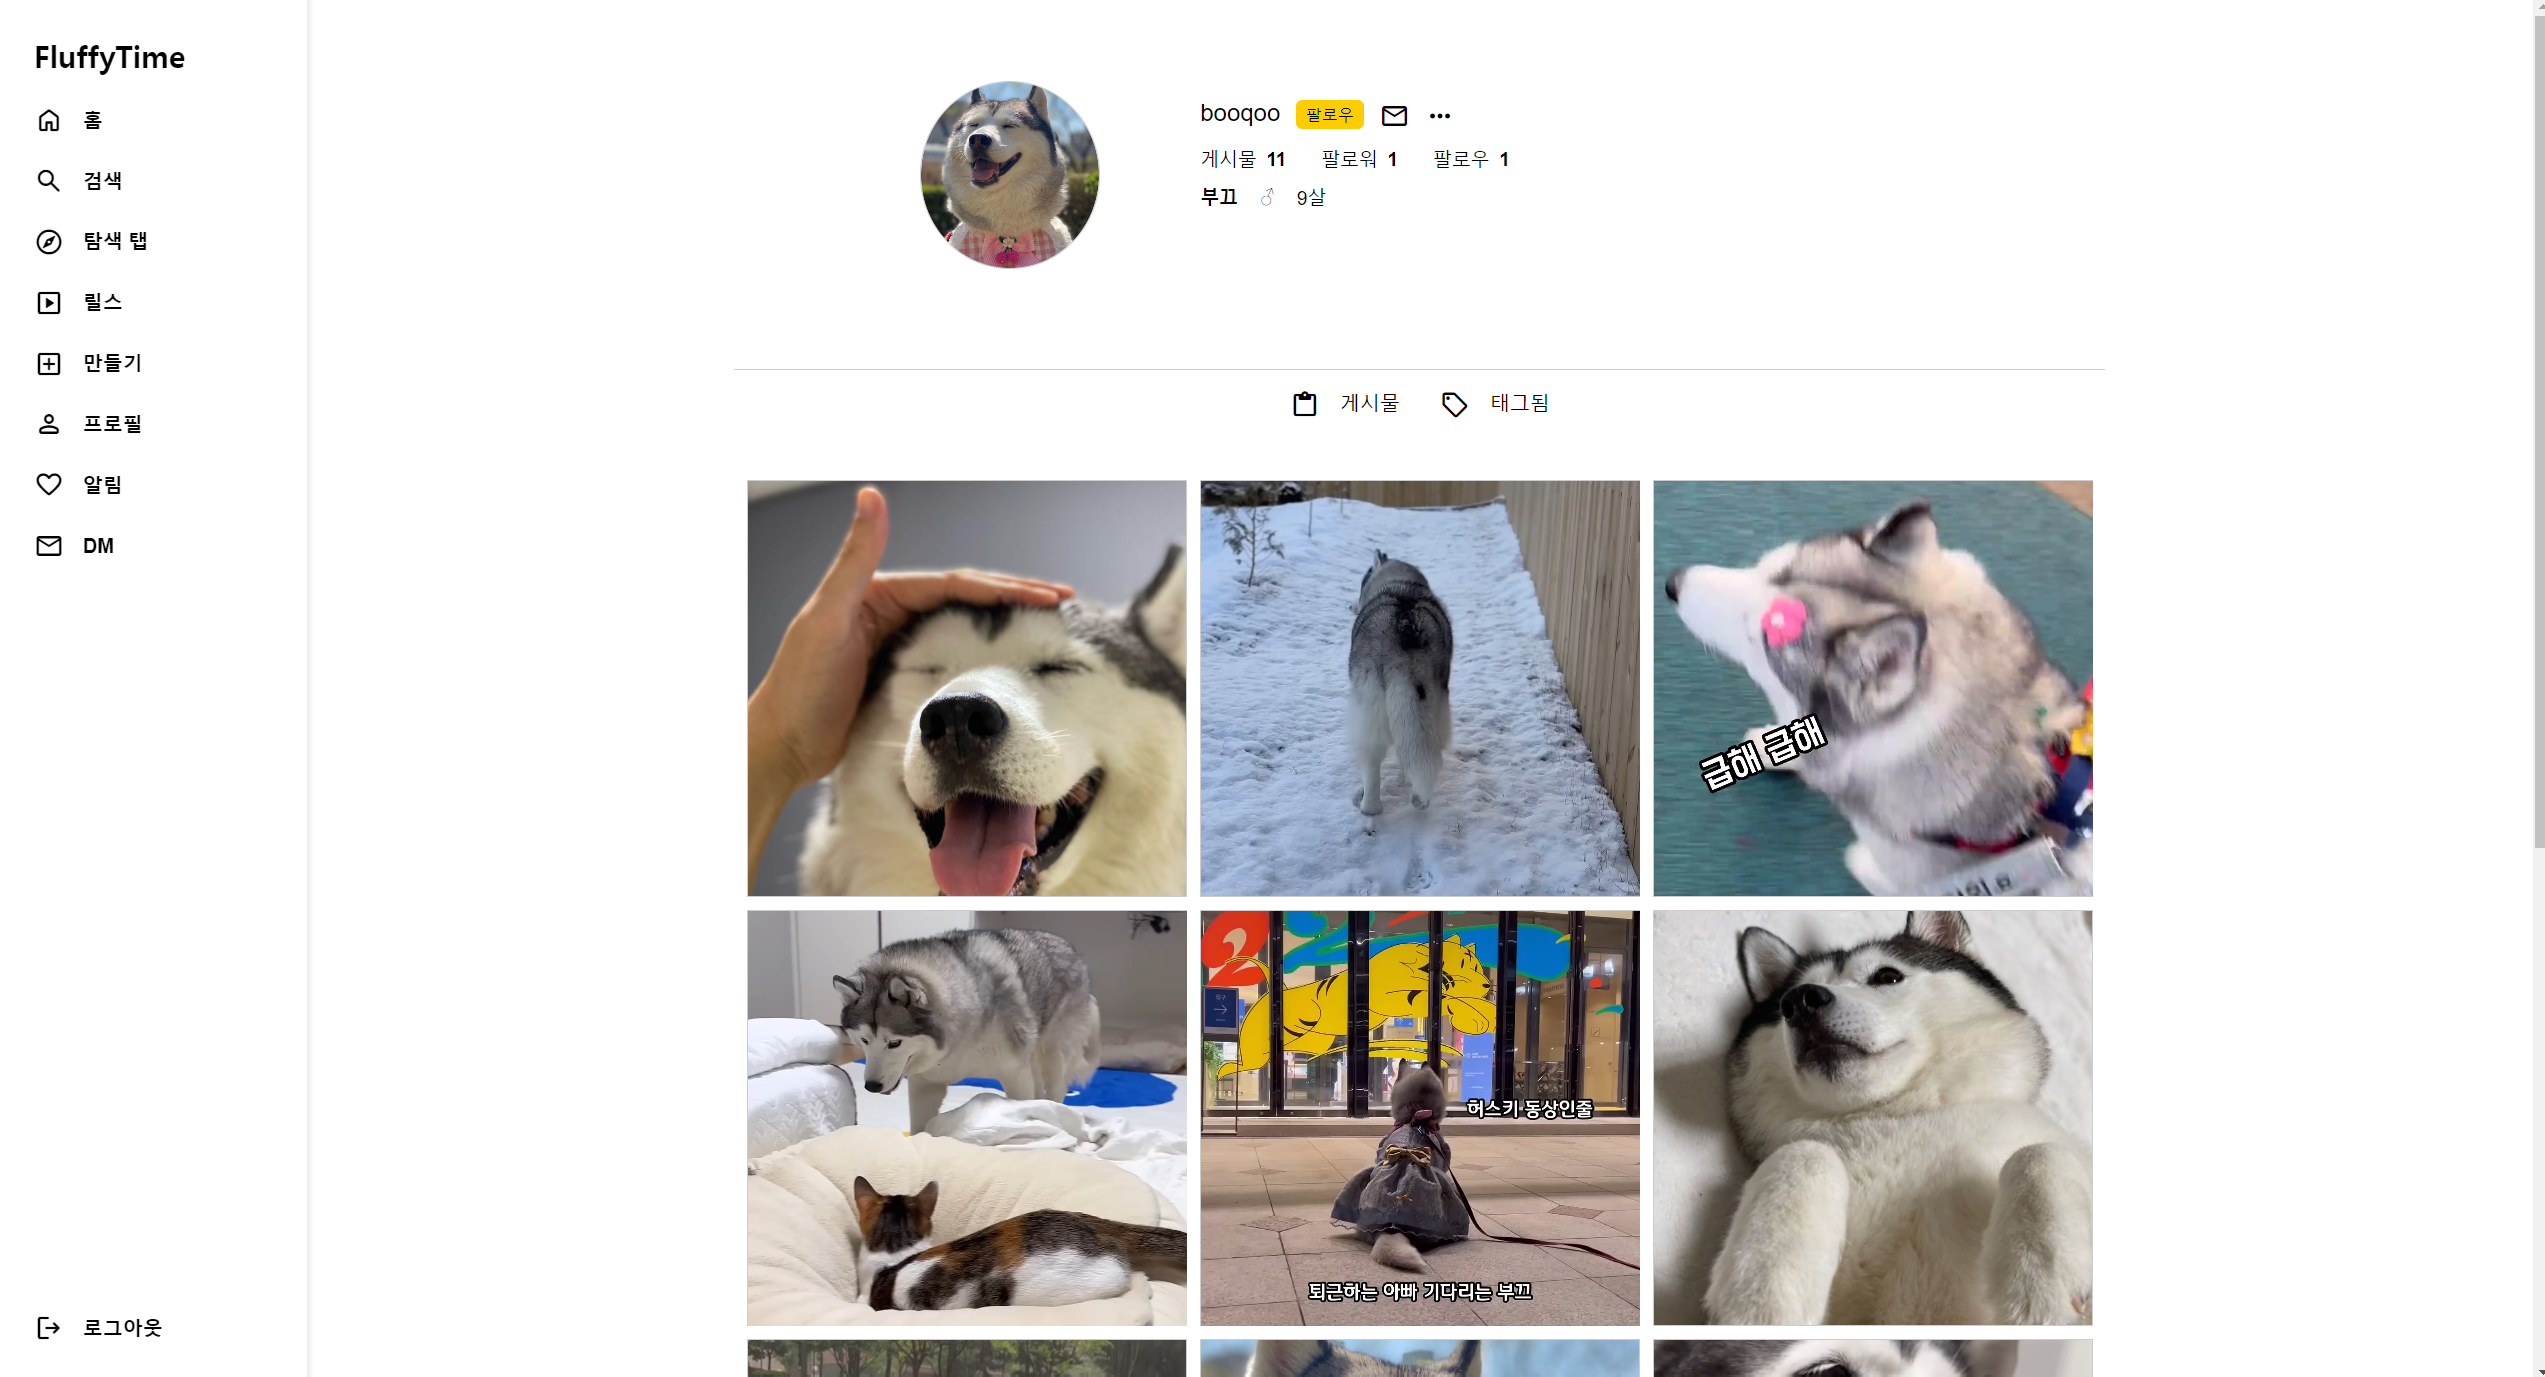 FluffyTime
홈
검색
탐색 탭
릴스
만들기
프로필
알림
DM
로그아웃
booqoo 팔로우
게시물 11 팔로워 1 팔로우 1
부끄 ♂ 9살
게시물 태그됨
급해 급해
허스키 동상인줄
퇴근하는 아빠 기다리는 부끄